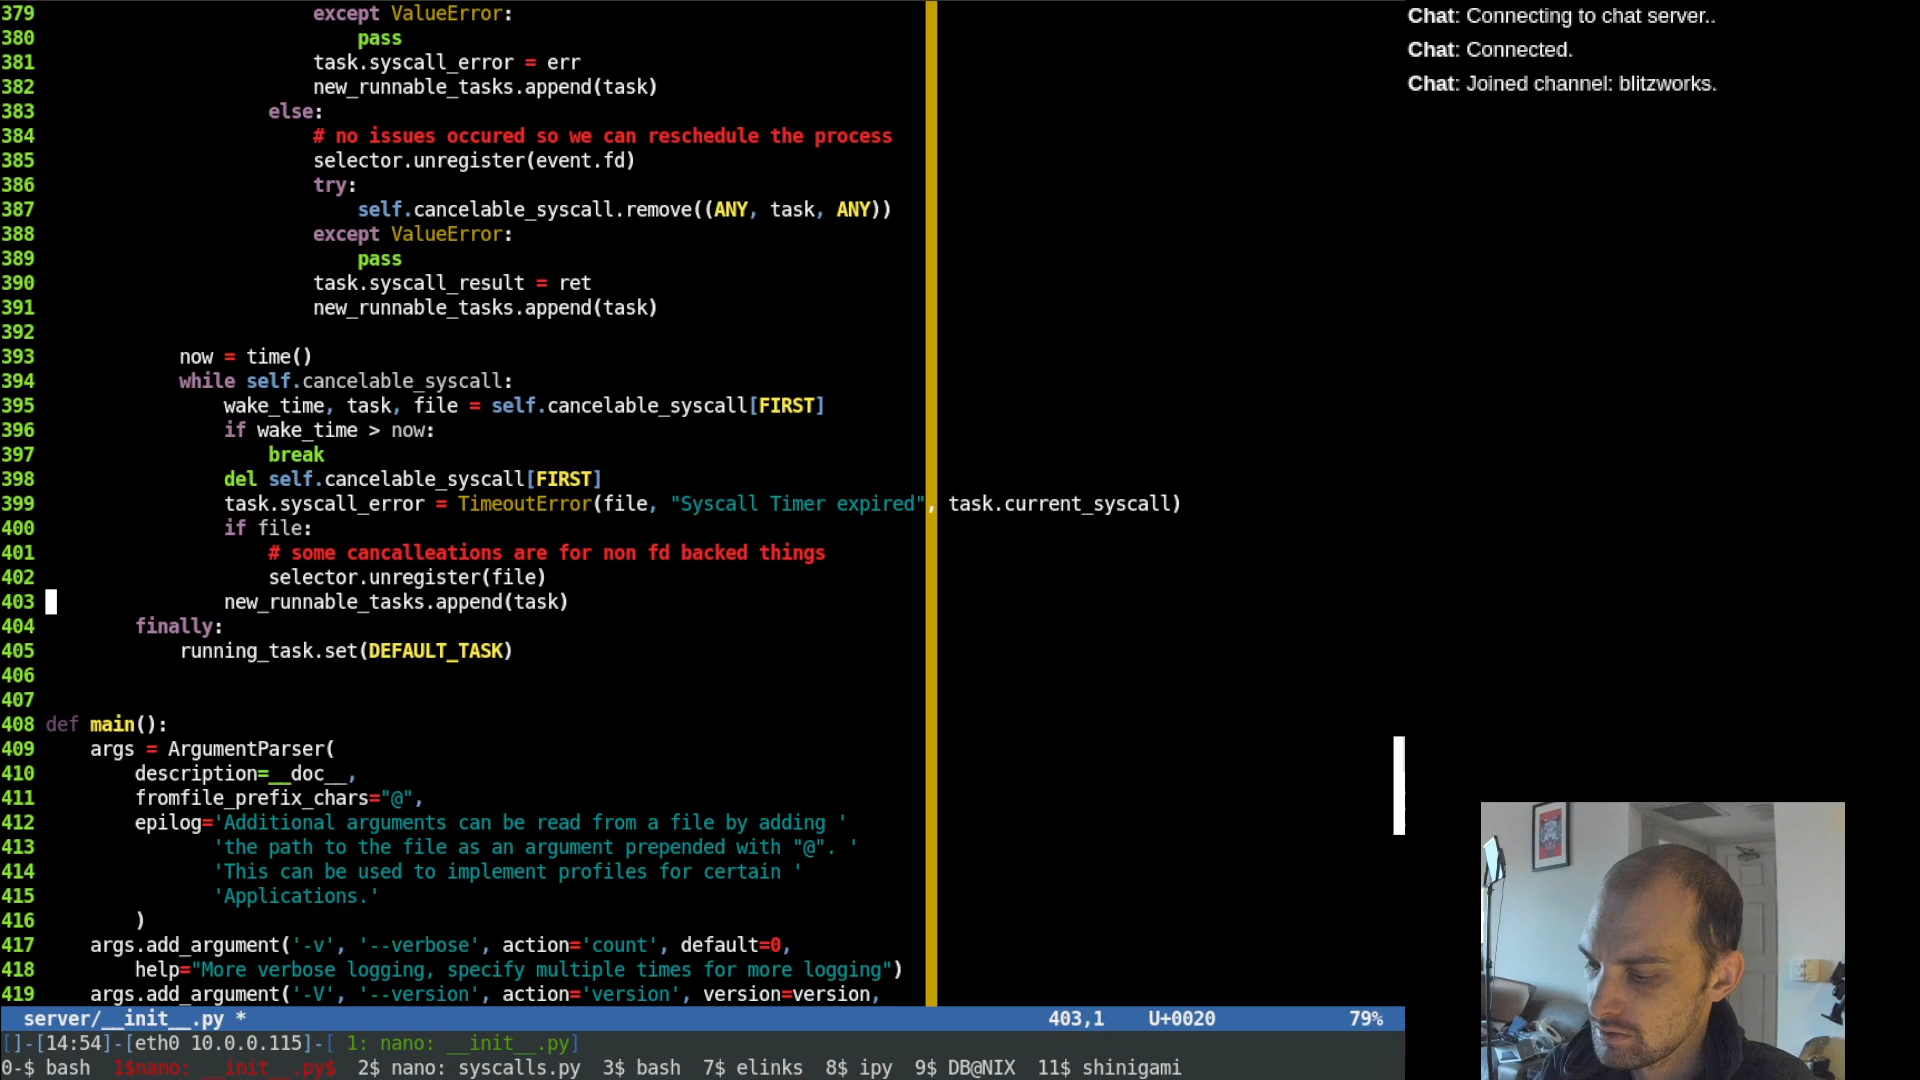 379                         except ValueError:
380                             pass
381                         task.syscall_error = err
382                         new_runnable_tasks.append(task)
383                     else:
384                         # no issues occured so we can reschedule the process
385                         selector.unregister(event.fd)
386                         try:
387                             self.cancelable_syscall.remove((ANY, task, ANY))
388                         except ValueError:
389                             pass
390                         task.syscall_result = ret
391                         new_runnable_tasks.append(task)
392
393             now = time()
394             while self.cancelable_syscall:
395                 wake_time, task, file = self.cancelable_syscall[FIRST]
396                 if wake_time > now:
397                     break
398                 del self.cancelable_syscall[FIRST]
399                 task.syscall_error = TimeoutError(file, "Syscall Timer expired", task.current_syscall)
400                 if file:
401                     # some cancalleations are for non fd backed things
402                     selector.unregister(file)
403                 new_runnable_tasks.append(task)
404         finally:
405             running_task.set(DEFAULT_TASK)
406
407
408 def main():
409     args = ArgumentParser(
410         description=__doc__,
411         fromfile_prefix_chars="@",
412         epilog='Additional arguments can be read from a file by adding '
413                'the path to the file as an argument prepended with "@". '
414                'This can be used to implement profiles for certain '
415                'Applications.'
416         )
417     args.add_argument('-v', '--verbose', action='count', default=0,
418         help="More verbose logging, specify multiple times for more logging")
419     args.add_argument('-V', '--version', action='version', version=version,
server/__init__.py * 403,1 U+0020 79%
[]-[14:54]-[eth0 10.0.0.115]-[ 1: nano: __init__.py]
0-$ bash  1$nano: __init__.py$  2$ nano: syscalls.py  3$ bash  7$ elinks  8$ ipy  9$ DB@NIX  11$ shinigami
Chat: Connecting to chat server..
Chat: Connected.
Chat: Joined channel: blitzworks.